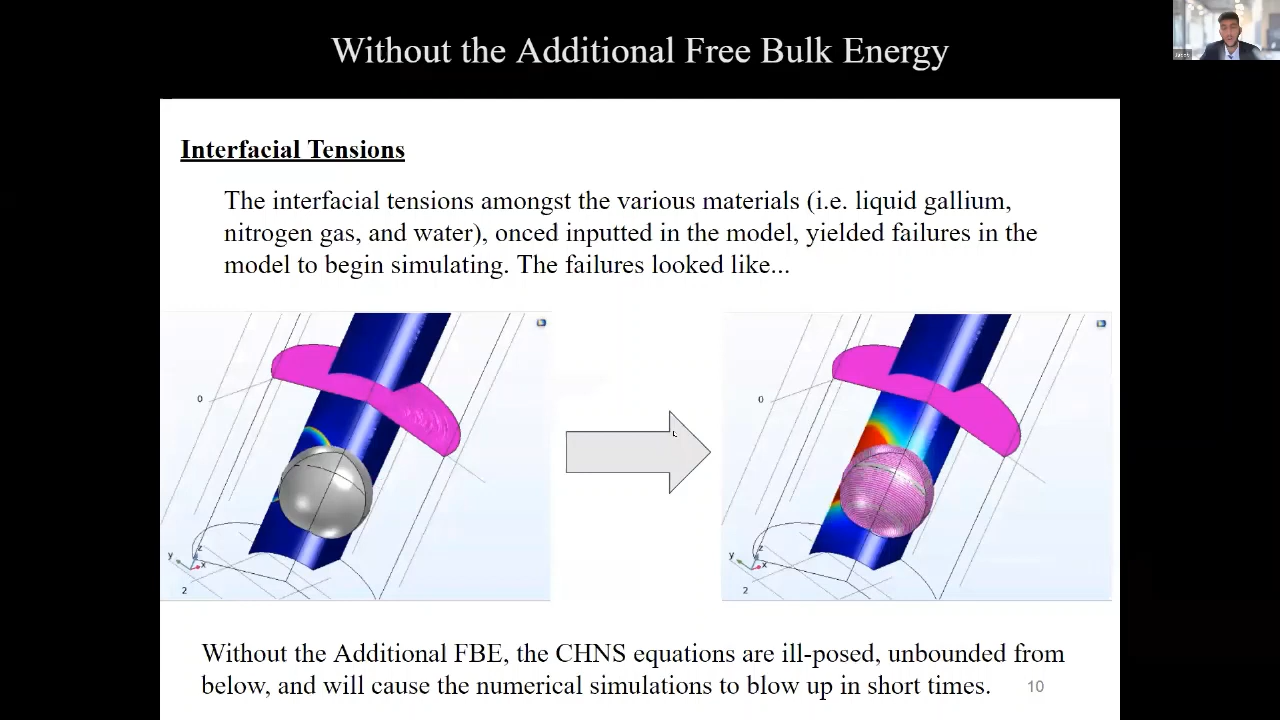 Without the Additional Free Bulk Energy
Interfacial Tensions
The interfacial tensions amongst the various materials (i.e. liquid gallium,
nitrogen gas, and water), onced inputted in the model, yielded failures in the
model to begin simulating. The failures looked like...
0
y
z
x
2
0
y
z
x
2
Without the Additional FBE, the CHNS equations are ill-posed, unbounded from
below, and will cause the numerical simulations to blow up in short times.
10